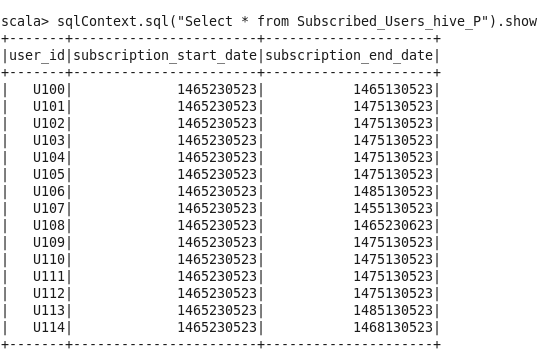 scala> sqlContext.sql("Select * from Subscribed_Users_hive_P").show
+-------+-----------------------+---------------------+
|user_id|subscription_start_date|subscription_end_date|
+-------+-----------------------+---------------------+
|   U100|             1465230523|           1465130523|
|   U101|             1465230523|           1475130523|
|   U102|             1465230523|           1475130523|
|   U103|             1465230523|           1475130523|
|   U104|             1465230523|           1475130523|
|   U105|             1465230523|           1475130523|
|   U106|             1465230523|           1485130523|
|   U107|             1465230523|           1455130523|
|   U108|             1465230523|           1465230623|
|   U109|             1465230523|           1475130523|
|   U110|             1465230523|           1475130523|
|   U111|             1465230523|           1475130523|
|   U112|             1465230523|           1475130523|
|   U113|             1465230523|           1485130523|
|   U114|             1465230523|           1468130523|
+-------+-----------------------+---------------------+